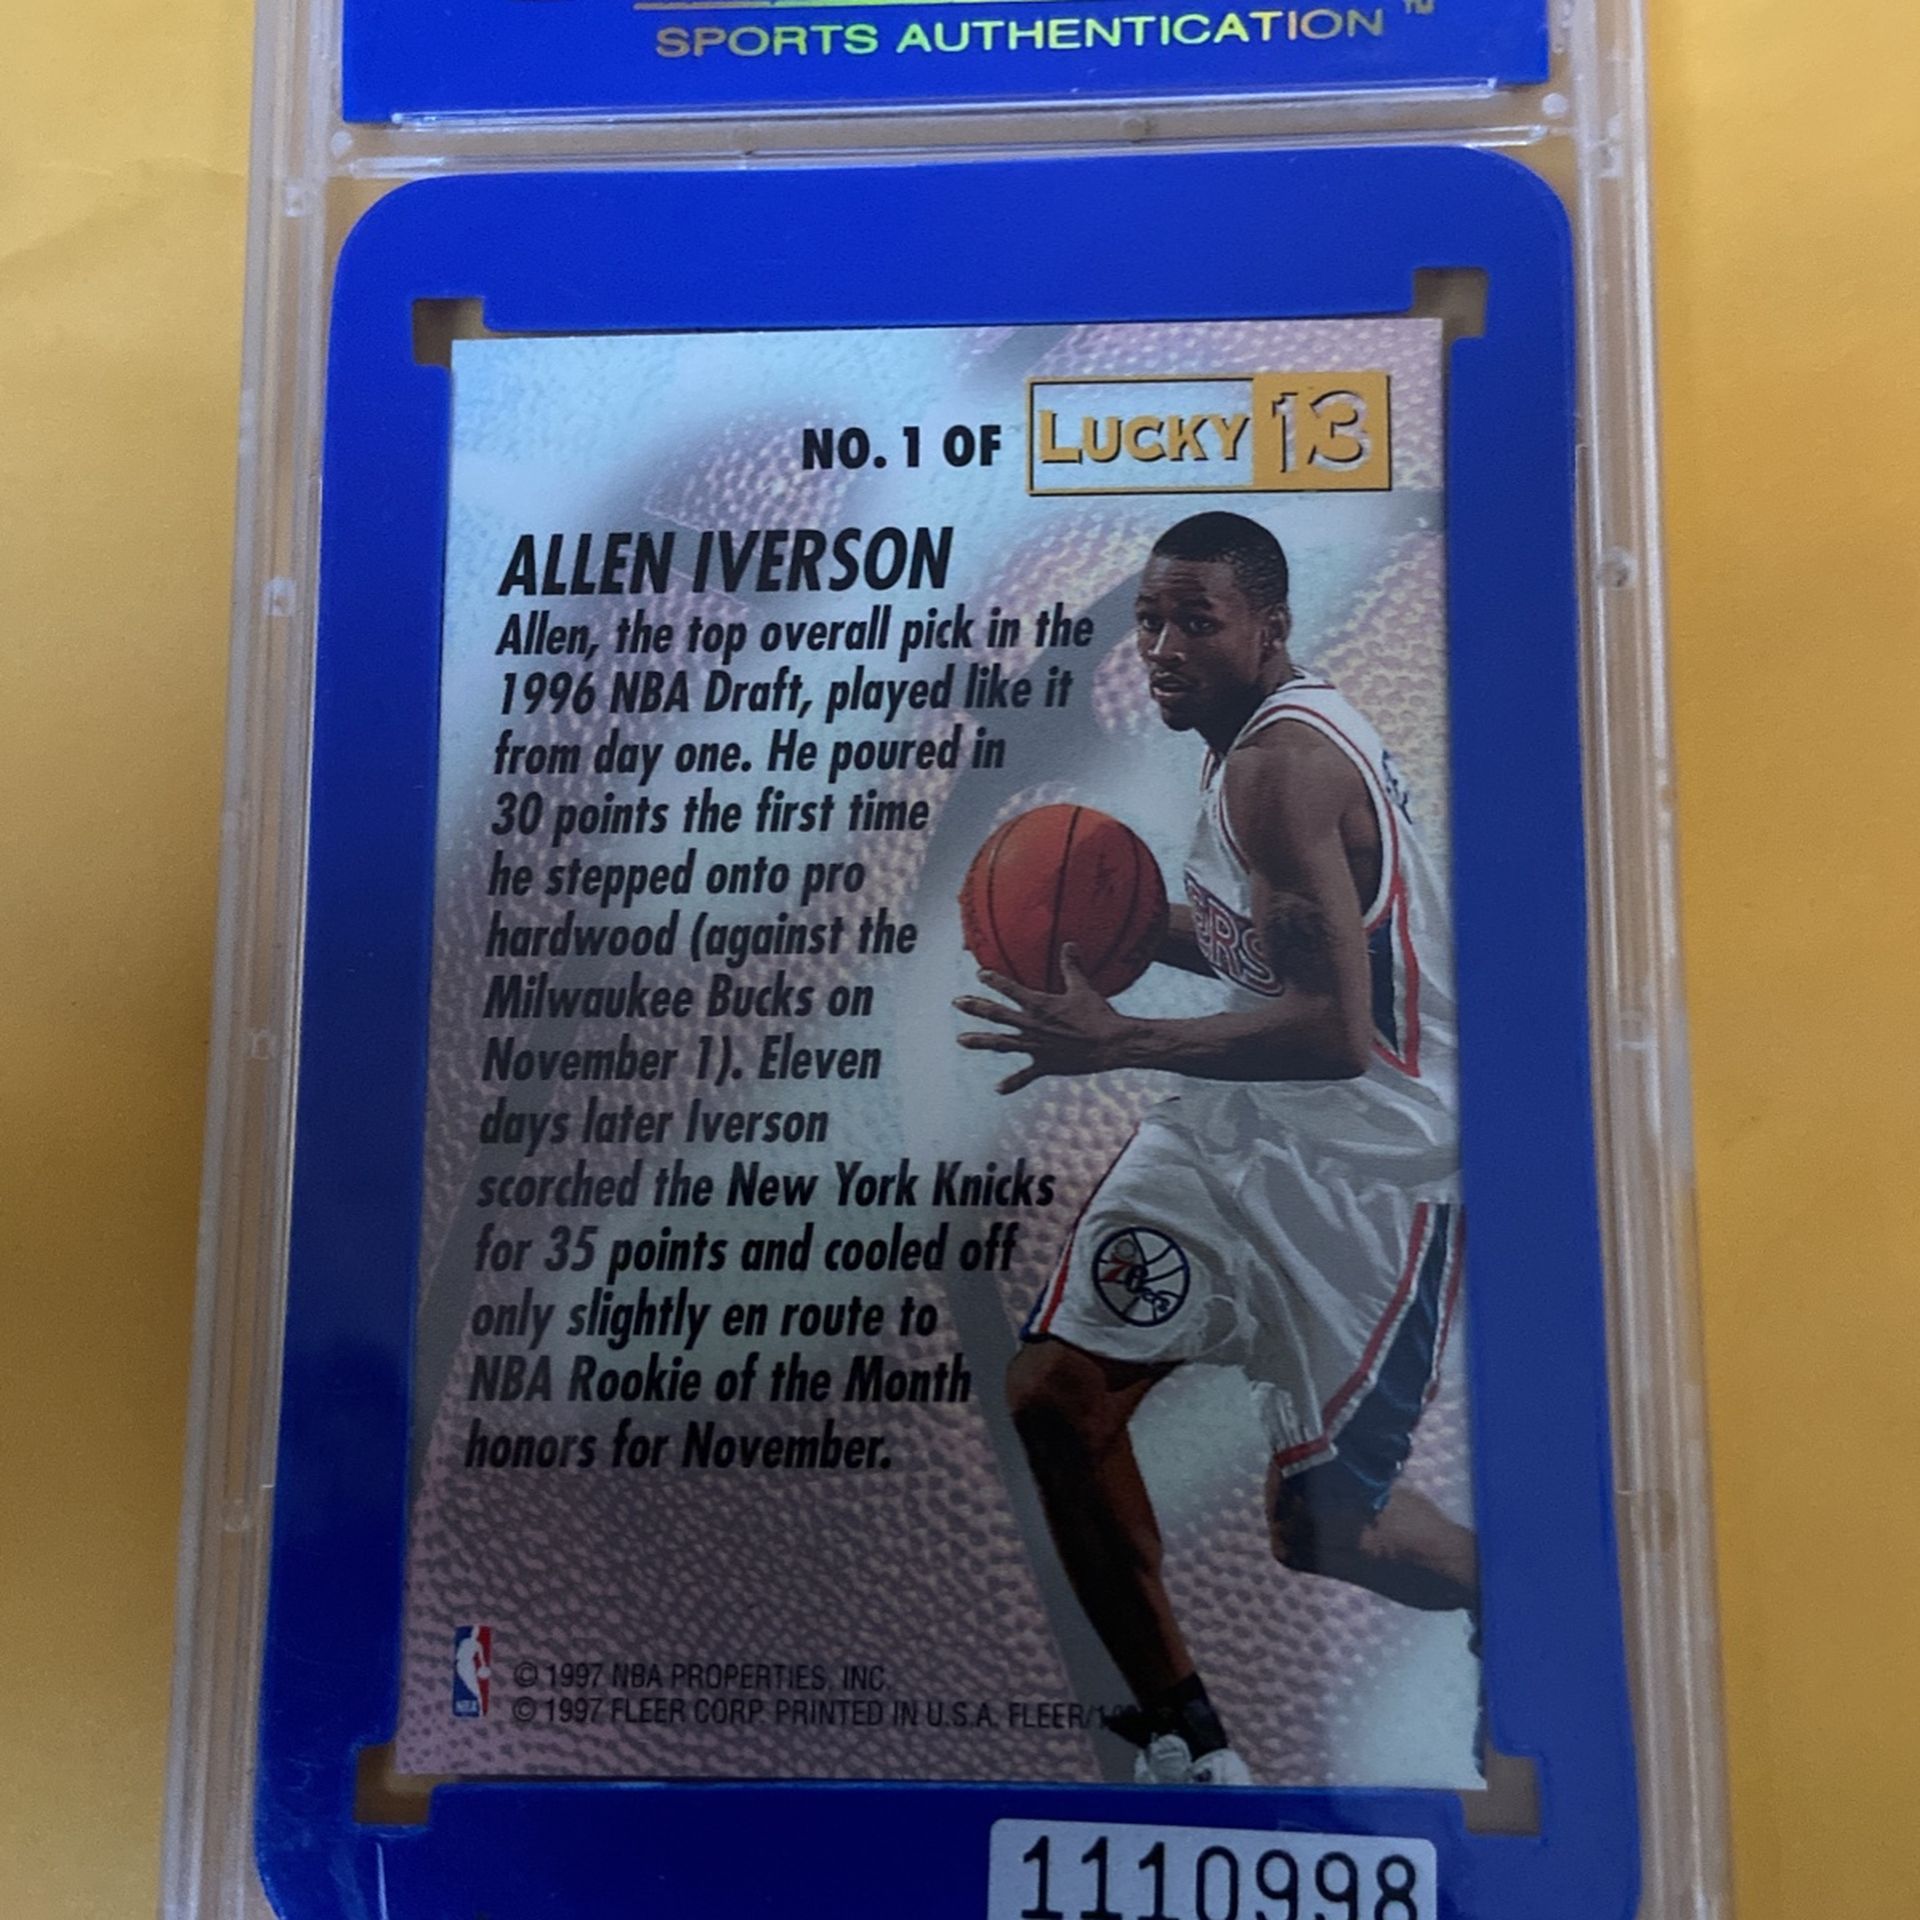 SPORTS AUTHENTICATION ™
NO. 1 OF LUCKY 13
ALLEN IVERSON
Allen, the top overall pick in the
1996 NBA Draft, played like it
from day one. He poured in
30 points the first time
he stepped onto pro
hardwood (against the
Milwaukee Bucks on
November 1). Eleven
days later Iverson
scorched the New York Knicks
for 35 points and cooled off
only slightly en route to
NBA Rookie of the Month
honors for November.
© 1997 NBA PROPERTIES, INC.
© 1997 FLEER CORP. PRINTED IN U.S.A. FLEER/
1110998